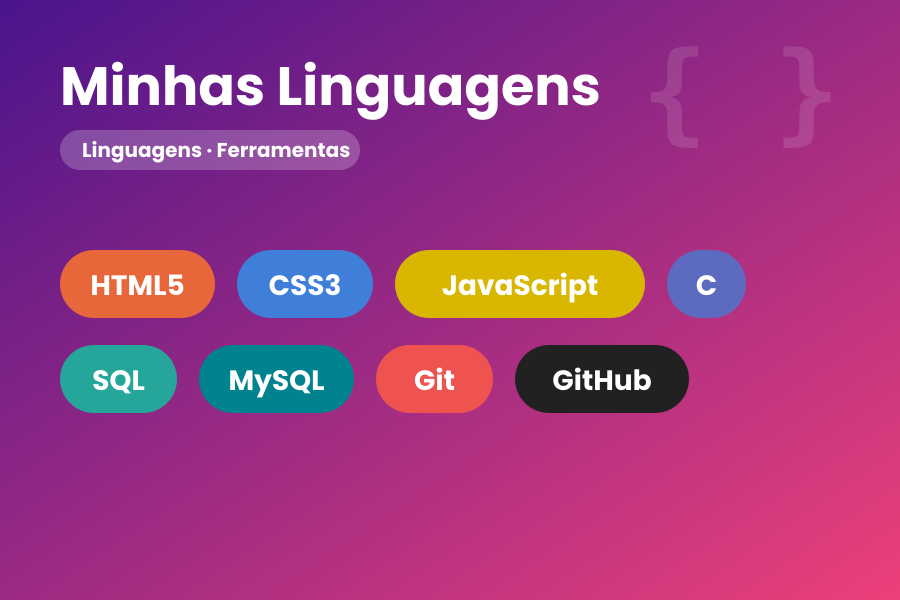 Minhas Linguagens
{ }
Linguagens · Ferramentas
HTML5 CSS3 JavaScript C
SQL MySQL Git GitHub